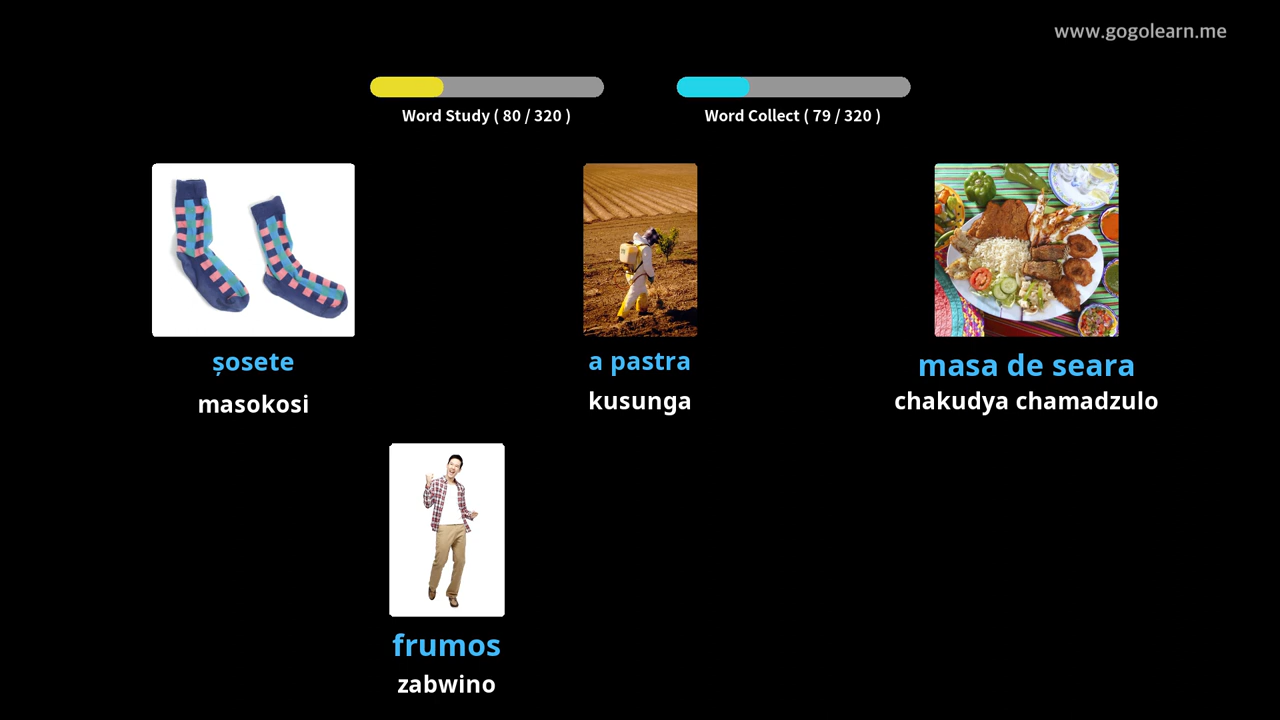 www.gogolearn.me
Word Study ( 80 / 320 )
Word Collect ( 79 / 320 )
șosete
masokosi
a pastra
kusunga
masa de seara
chakudya chamadzulo
frumos
zabwino